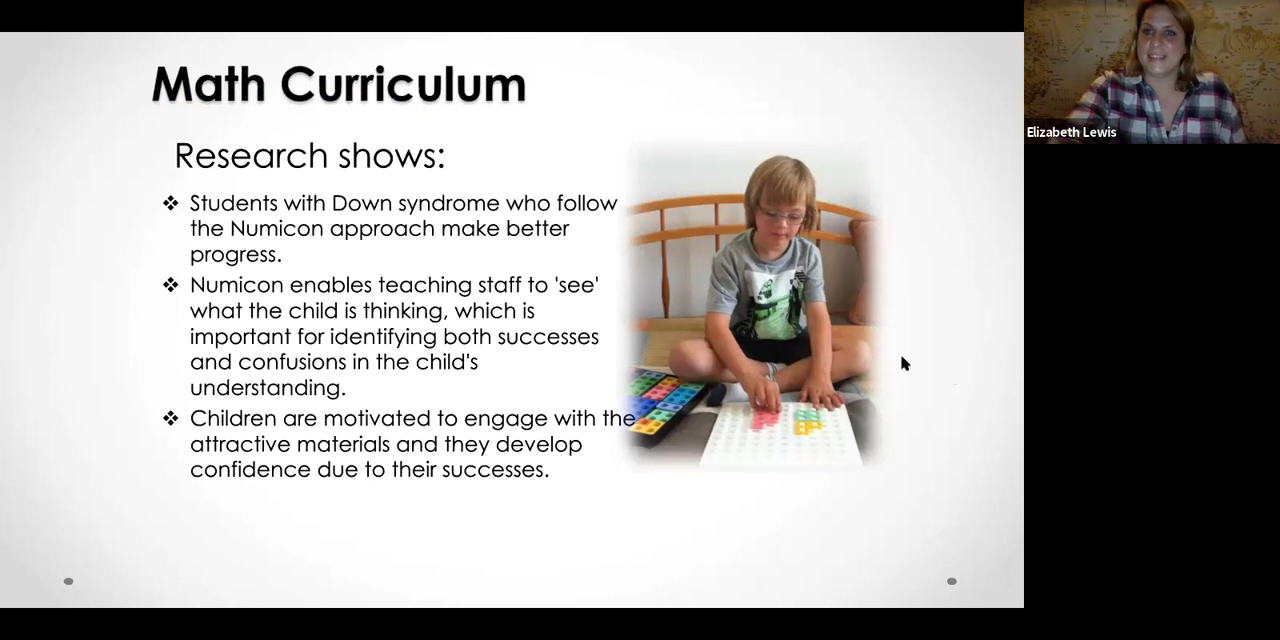 Math Curriculum
Research shows:
❖ Students with Down syndrome who follow
the Numicon approach make better
progress.
❖ Numicon enables teaching staff to 'see'
what the child is thinking, which is
important for identifying both successes
and confusions in the child's
understanding.
❖ Children are motivated to engage with the
attractive materials and they develop
confidence due to their successes.
Elizabeth Lewis